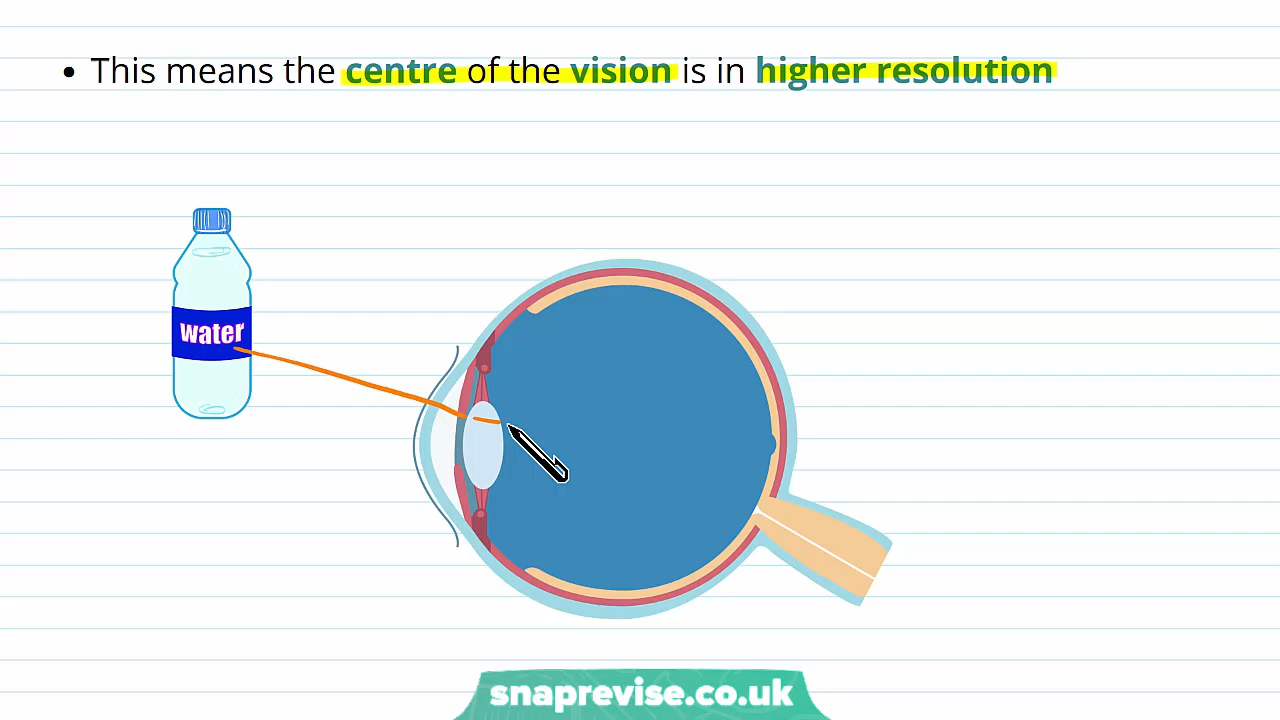 • This means the centre of the vision is in higher resolution
water
snaprevise.co.uk